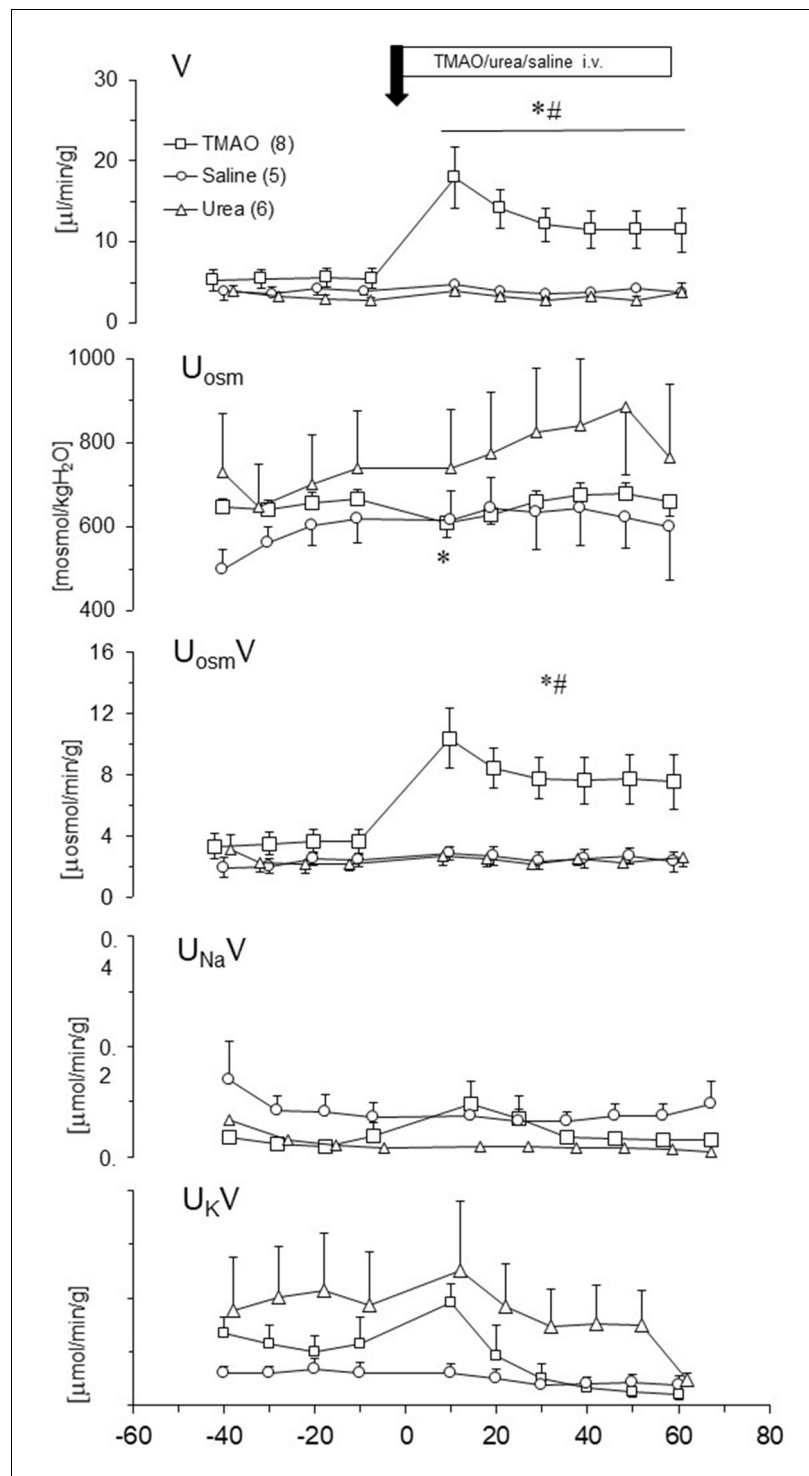 V
TMAO/urea/saline i.v.
30
20
10
0
[µl/min/g]
*#
TMAO (8)
Saline (5)
Urea (6)
Uosm
1000
800
600
400
[mosmol/kgH₂O]
*
UosmV
16
12
8
4
0
[µosmol/min/g]
*#
UNaV
0.
4
0.
2
0.
[µmol/min/g]
UKV
[µmol/min/g]
-60 -40 -20 0 20 40 60 80